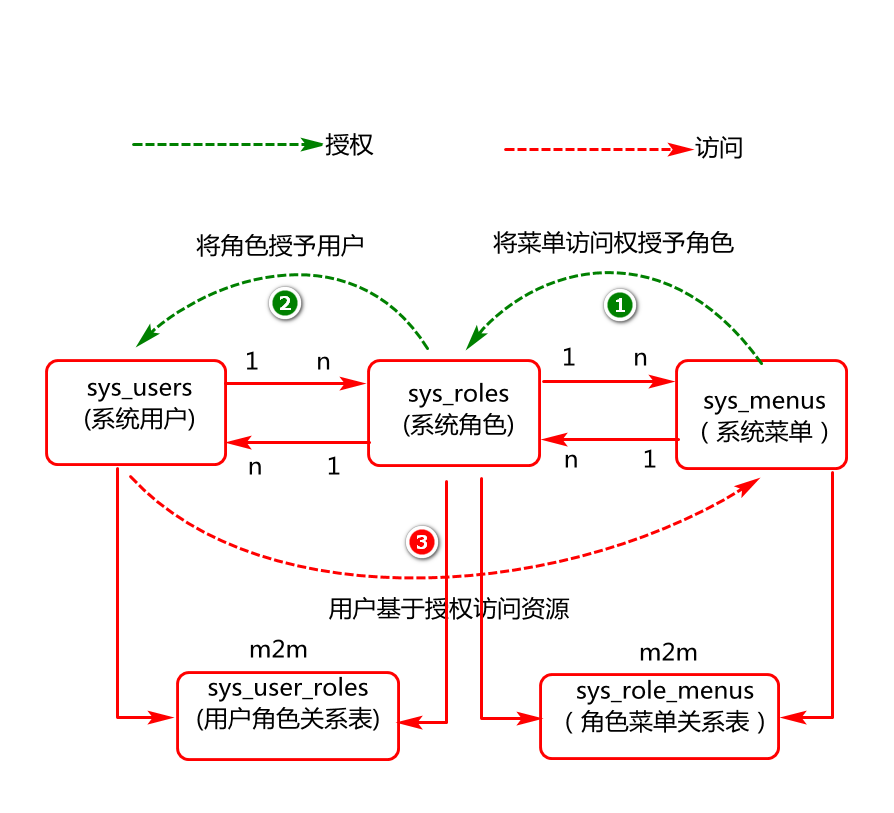 授权
访问
将角色授予用户
将菜单访问权授予角色
2
1
1
n
1
n
sys_users
(系统用户)
sys_roles
(系统角色)
sys_menus
（系统菜单）
n
1
n
1
3
用户基于授权访问资源
m2m
m2m
sys_user_roles
(用户角色关系表)
sys_role_menus
（角色菜单关系表）